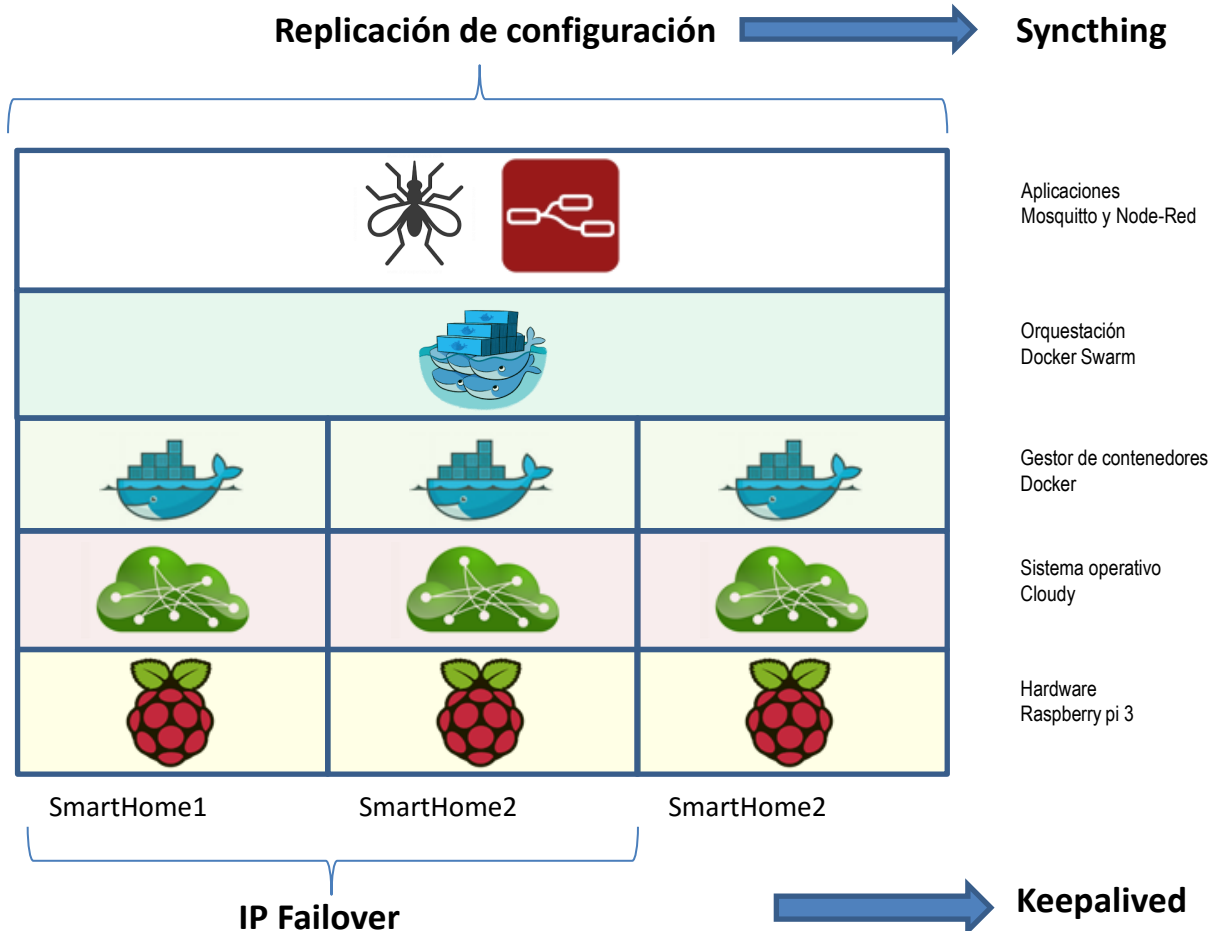 Replicación de configuración
Syncthing
Aplicaciones
Mosquitto y Node-Red
Orquestación
Docker Swarm
Gestor de contenedores
Docker
Sistema operativo
Cloudy
Hardware
Raspberry pi 3
SmartHome1
SmartHome2
SmartHome2
IP Failover
Keepalived